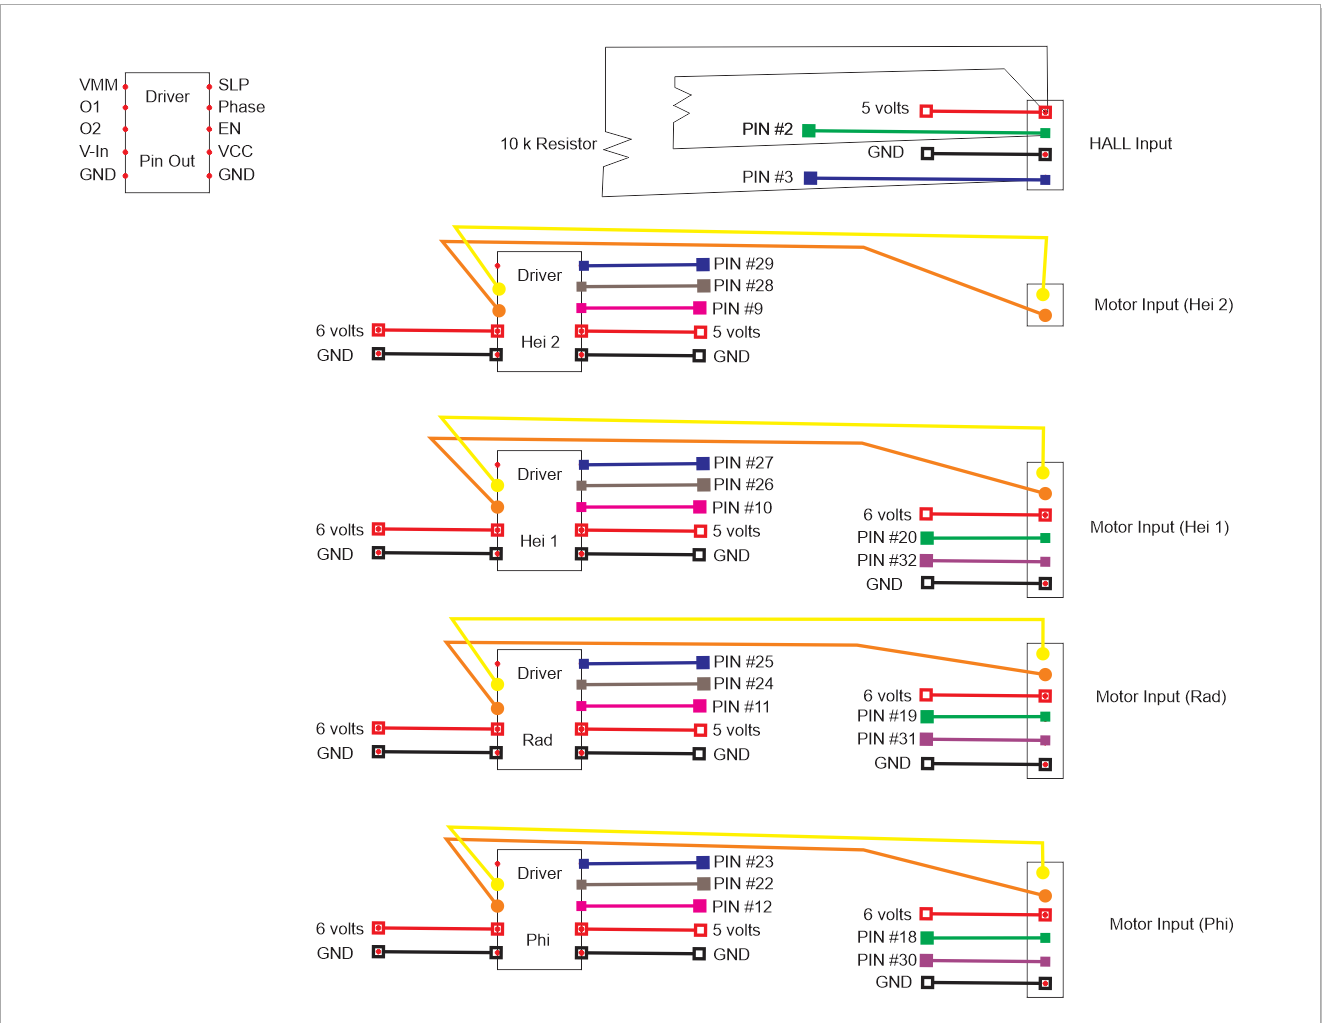 VMM
O1
O2
V-In
GND
Driver
Pin Out
SLP
Phase
EN
VCC
GND
10 k Resistor
5 volts
PIN #2
GND
PIN #3
HALL Input
Driver
Hei 2
6 volts
GND
PIN #29
PIN #28
PIN #9
5 volts
GND
Motor Input (Hei 2)
Driver
Hei 1
6 volts
GND
PIN #27
PIN #26
PIN #10
5 volts
GND
6 volts
PIN #20
PIN #32
GND
Motor Input (Hei 1)
Driver
Rad
6 volts
GND
PIN #25
PIN #24
PIN #11
5 volts
GND
6 volts
PIN #19
PIN #31
GND
Motor Input (Rad)
Driver
Phi
6 volts
GND
PIN #23
PIN #22
PIN #12
5 volts
GND
6 volts
PIN #18
PIN #30
GND
Motor Input (Phi)